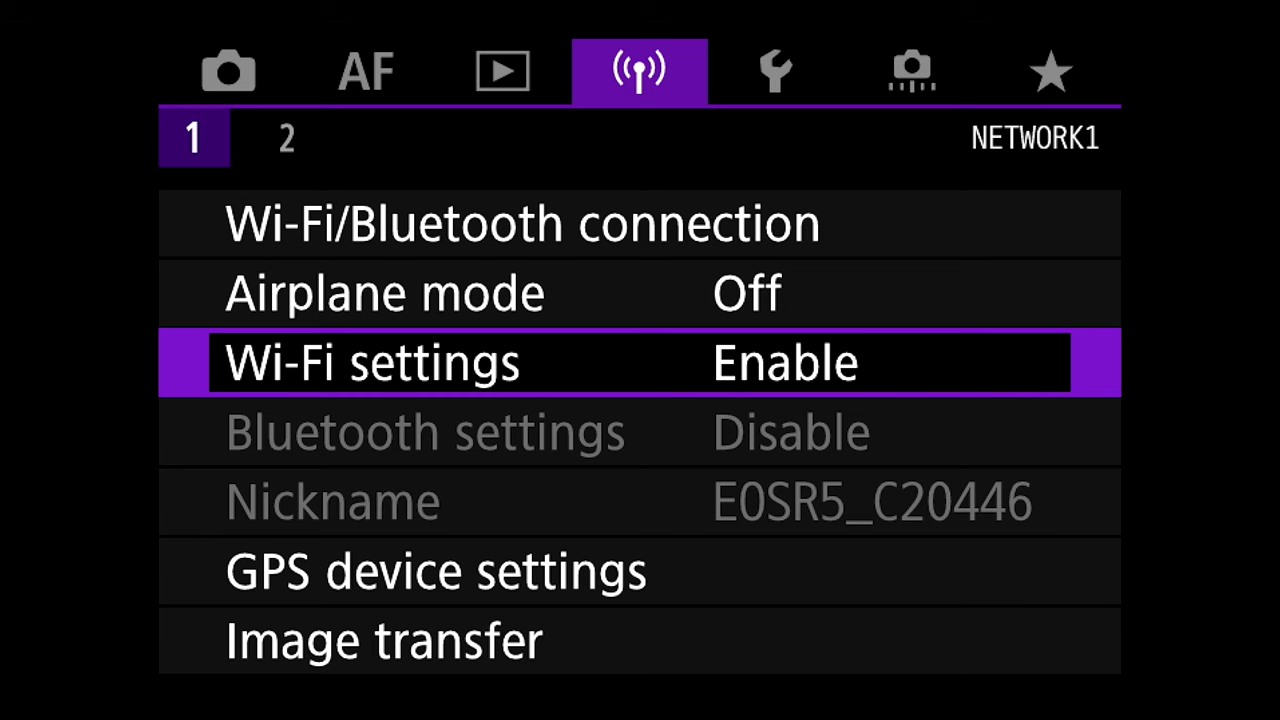 AF
1 2 NETWORK1
Wi-Fi/Bluetooth connection
Airplane mode Off
Wi-Fi settings Enable
Bluetooth settings Disable
Nickname E0SR5_C20446
GPS device settings
Image transfer